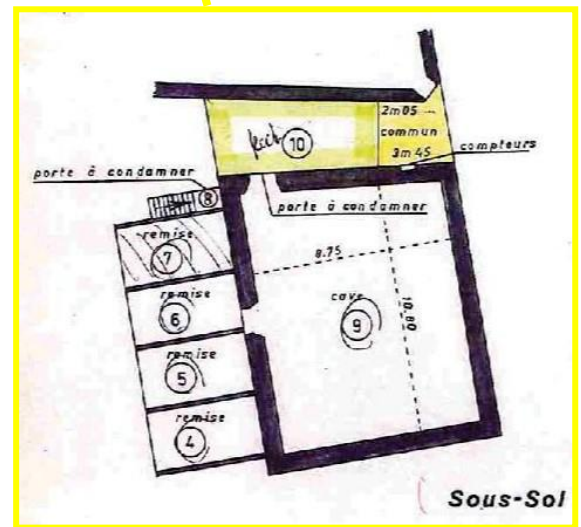 2m05
commun
3m45
compteurs
10
porte à condamner
8
porte à condamner
remise
7
8.75
remise
6
cave
9
10.80
remise
5
remise
4
Sous-Sol